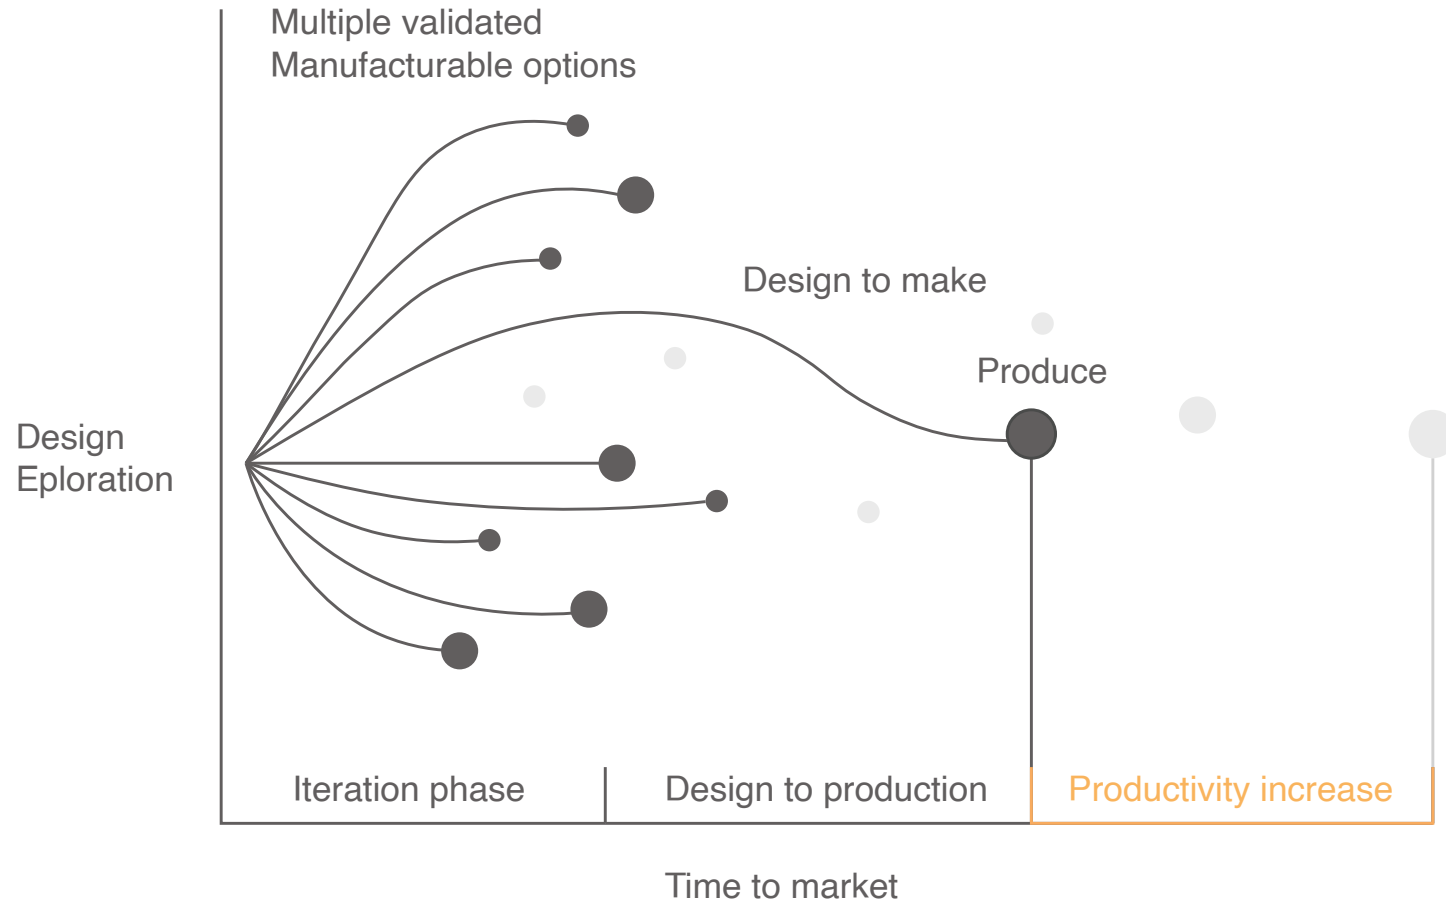 Multiple validated
Manufacturable options
Design to make
Produce
Design
Eploration
Iteration phase
Design to production
Productivity increase
Time to market